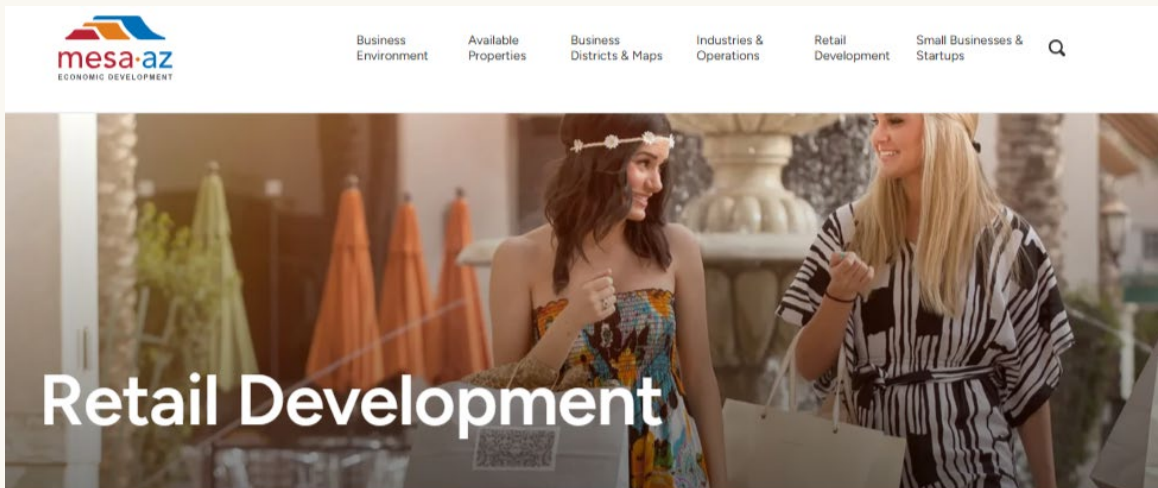 mesa·az
ECONOMIC DEVELOPMENT
Business
Environment
Available
Properties
Business
Districts & Maps
Industries &
Operations
Retail
Development
Small Businesses &
Startups
Retail Development